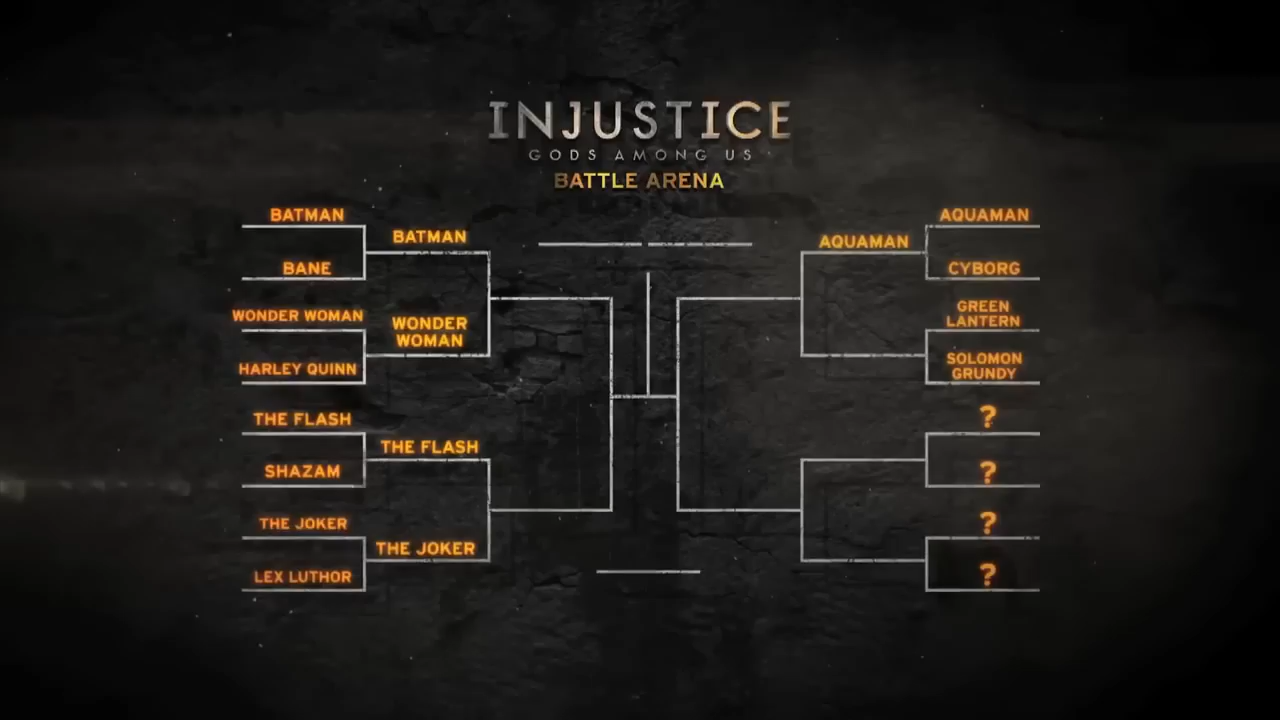 INJUSTICE
GODS AMONG US
BATTLE ARENA
BATMAN
BANE
WONDER WOMAN
HARLEY QUINN
THE FLASH
SHAZAM
THE JOKER
LEX LUTHOR
BATMAN
WONDER
WOMAN
THE FLASH
THE JOKER
AQUAMAN
AQUAMAN
CYBORG
GREEN
LANTERN
SOLOMON
GRUNDY
?
?
?
?